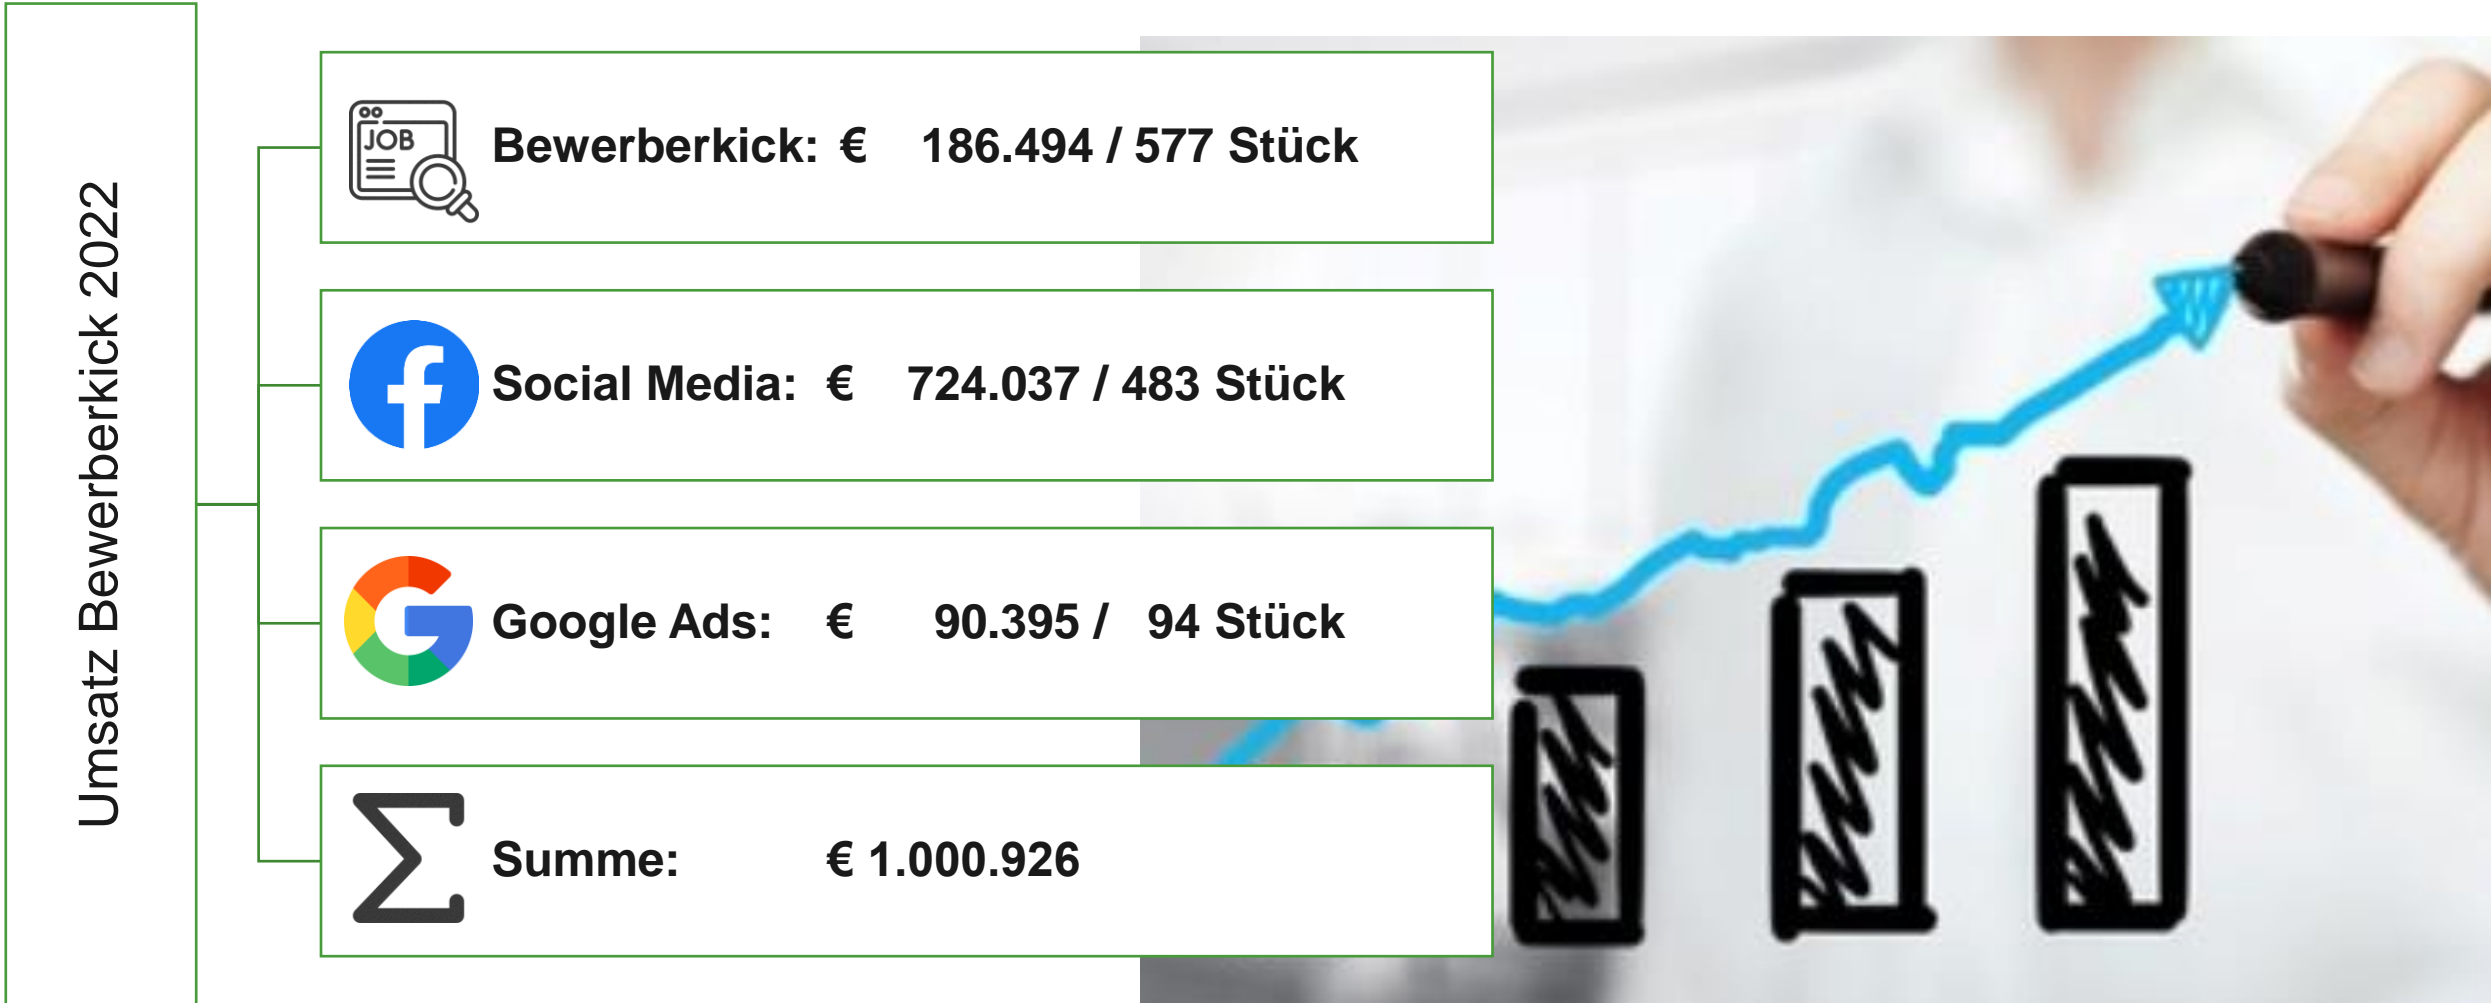 Umsatz Bewerberkick 2022
JOB
Bewerberkick: € 186.494 / 577 Stück
Social Media: € 724.037 / 483 Stück
Google Ads: € 90.395 / 94 Stück
Summe: € 1.000.926